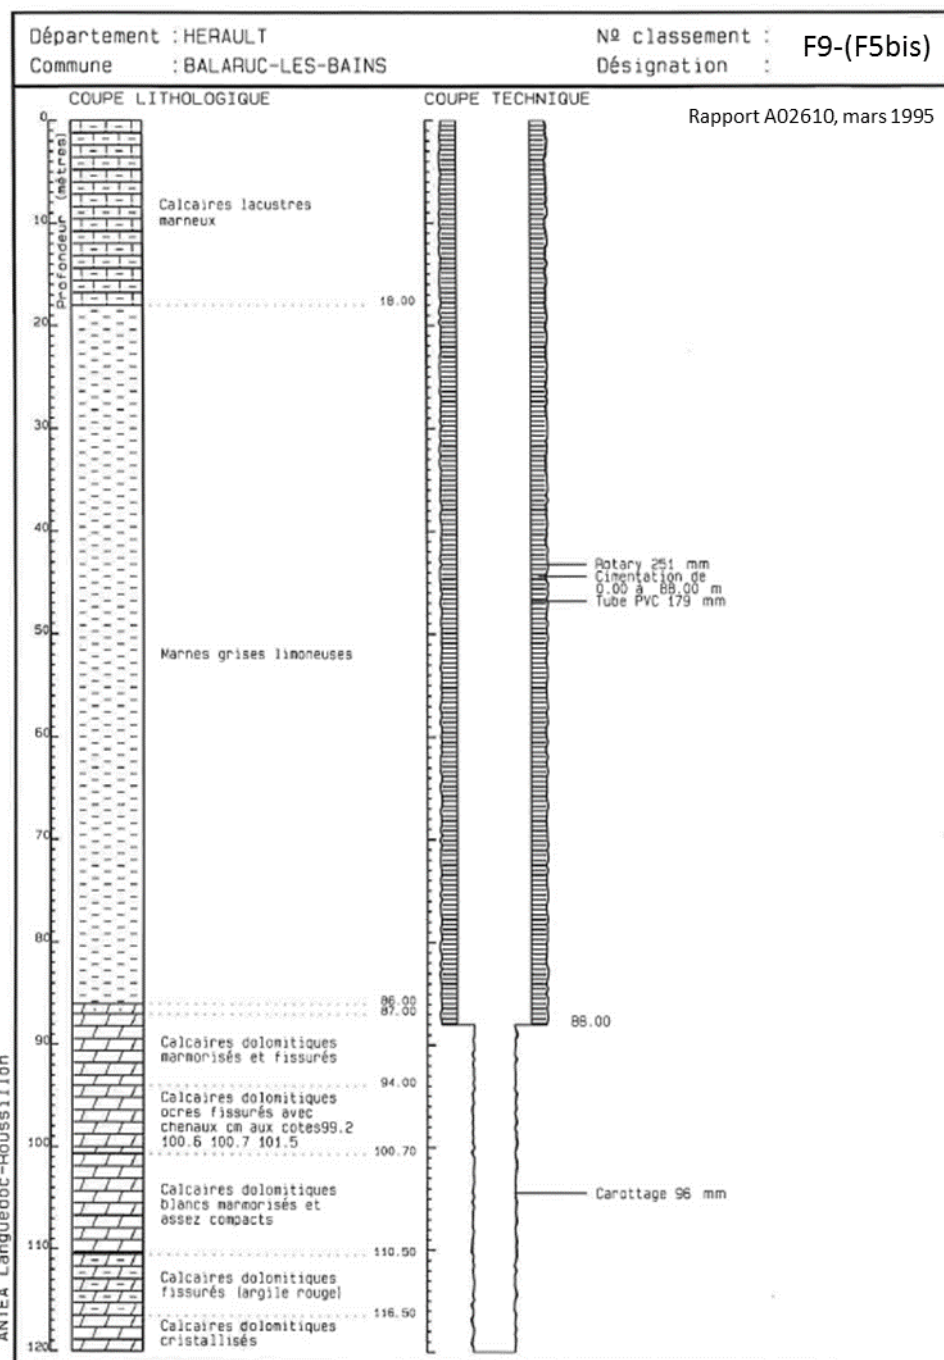 Département : HERAULT
Commune : BALARUC-LES-BAINS
Nº classement :
Désignation :
F9-(F5bis)
COUPE LITHOLOGIQUE
COUPE TECHNIQUE
Rapport A02610, mars 1995
Profondeur (mètres)
0
10
20
30
40
50
60
70
80
90
100
110
120
Calcaires lacustres
marneux
18.00
Marnes grises limoneuses
86.00
87.00
Calcaires dolomitiques
marmorisés et fissurés
94.00
Calcaires dolomitiques
ocres fissurés avec
chenaux cm aux cotes99.2
100.6 100.7 101.5
100.70
Calcaires dolomitiques
blancs marmorisés et
assez compacts
110.50
Calcaires dolomitiques
fissurés (argile rouge)
116.50
Calcaires dolomitiques
cristallisés
Rotary 251 mm
Cimentation de
0.00 à 88.00 m
Tube PVC 179 mm
88.00
Carottage 96 mm
ANTEA Languedoc-Roussillon